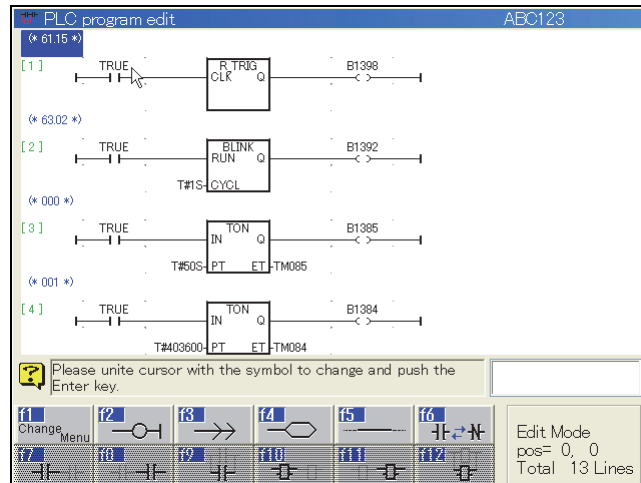 PLC program edit ABC123
(* 61.15 *)
[1] TRUE R_TRIG B1398
CLK Q
(* 63.02 *)
[2] TRUE BLINK B1392
RUN Q
T#1S CYCL
(* 000 *)
[3] TRUE TON B1385
IN Q
T#50S PT ET TM085
(* 001 *)
[4] TRUE TON B1384
IN Q
T#403600 PT ET TM084
Please unite cursor with the symbol to change and push the
Enter key.
f1 f2 f3 f4 f5 f6
Change Menu
f7 f8 f9 f10 f11 f12
Edit Mode
pos= 0, 0
Total 13 Lines